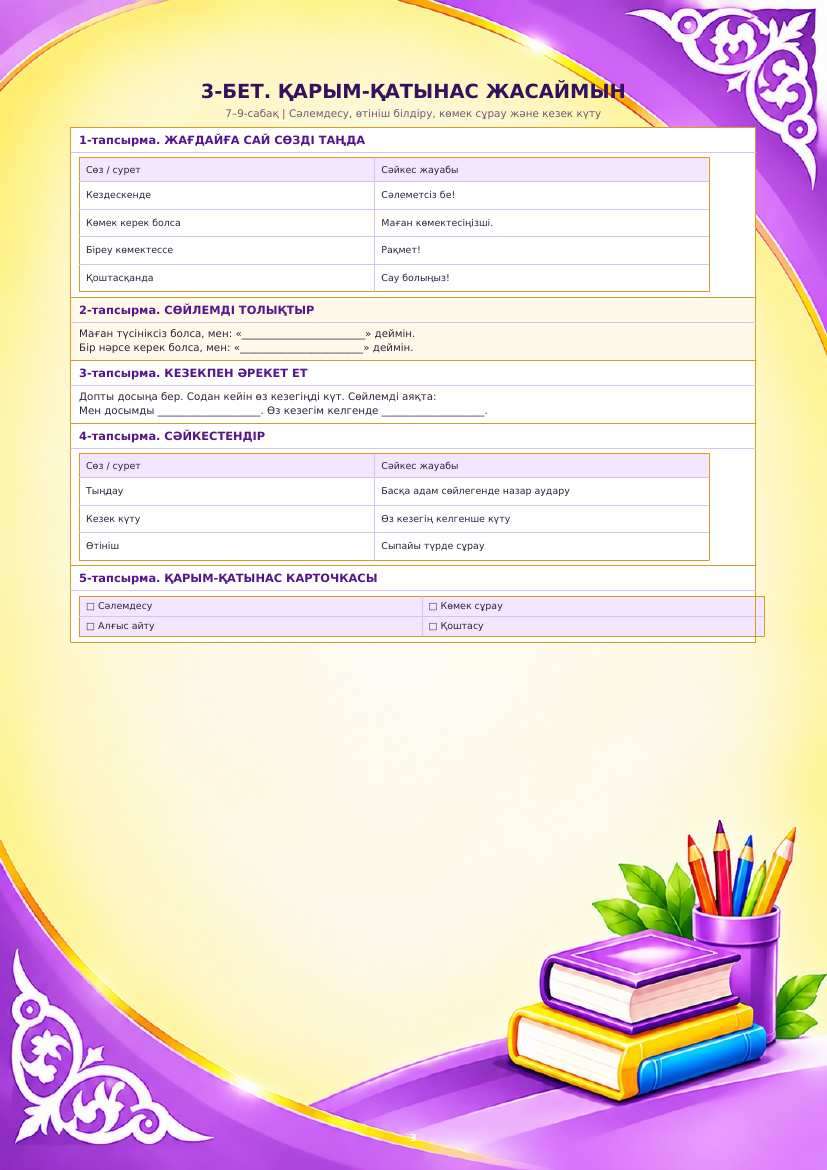 3-БЕТ. ҚАРЫМ-ҚАТЫНАС ЖАСАЙМЫН
7–9-сабақ | Сәлемдесу, өтініш білдіру, көмек сұрау және кезек күту
1-тапсырма. ЖАҒДАЙҒА САЙ СӨЗДІ ТАҢДА
Сөз / сурет Сәйкес жауабы
Кездескенде Сәлеметсіз бе!
Көмек керек болса Маған көмектесіңізші.
Біреу көмектессе Рақмет!
Қоштасқанда Сау болыңыз!
2-тапсырма. СӨЙЛЕМДІ ТОЛЫҚТЫР
Маған түсініксіз болса, мен: «________________________» деймін.
Бір нәрсе керек болса, мен: «________________________» деймін.
3-тапсырма. КЕЗЕКПЕН ӘРЕКЕТ ЕТ
Допты досыңа бер. Содан кейін өз кезегіңді күт. Сөйлемді аяқта:
Мен досымды ____________________. Өз кезегім келгенде ____________________.
4-тапсырма. СӘЙКЕСТЕНДІР
Сөз / сурет Сәйкес жауабы
Тыңдау Басқа адам сөйлегенде назар аудару
Кезек күту Өз кезегің келгенше күту
Өтініш Сыпайы түрде сұрау
5-тапсырма. ҚАРЫМ-ҚАТЫНАС КАРТОЧКАСЫ
□ Сәлемдесу □ Көмек сұрау
□ Алғыс айту □ Қоштасу
3